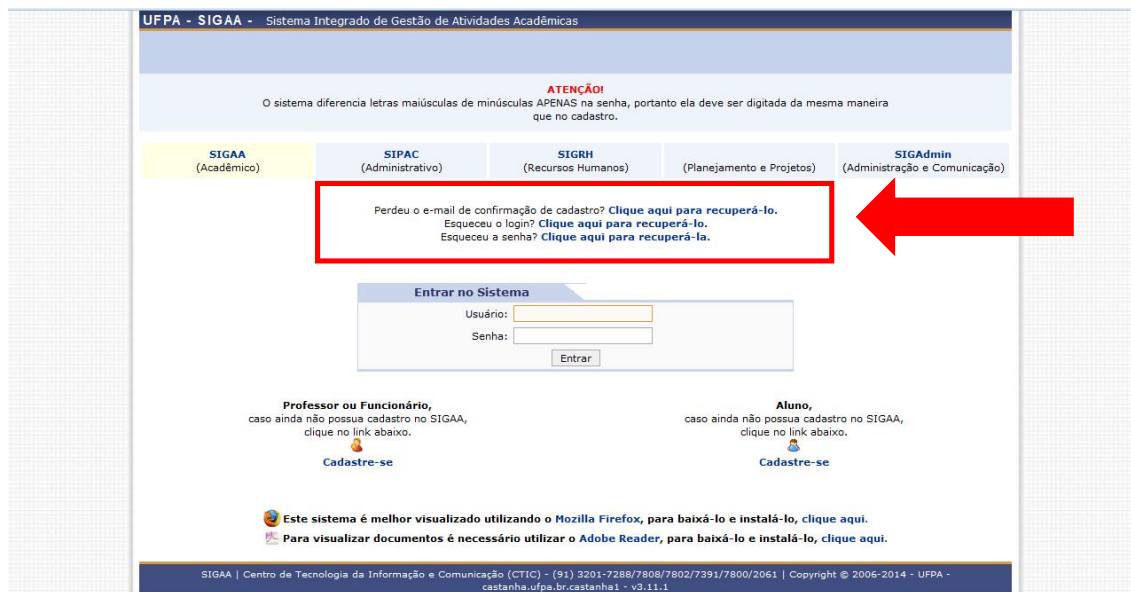 UFPA - SIGAA - Sistema Integrado de Gestão de Atividades Acadêmicas
ATENÇÃO!
O sistema diferencia letras maiúsculas de minúsculas APENAS na senha, portanto ela deve ser digitada da mesma maneira
que no cadastro.
SIGAA SIPAC SIGRH SIGAdmin
(Acadêmico) (Administrativo) (Recursos Humanos) (Planejamento e Projetos) (Administração e Comunicação)
Perdeu o e-mail de confirmação de cadastro? Clique aqui para recuperá-lo.
Esqueceu o login? Clique aqui para recuperá-lo.
Esqueceu a senha? Clique aqui para recuperá-la.
Entrar no Sistema
Usuário:
Senha:
Entrar
Professor ou Funcionário,
caso ainda não possua cadastro no SIGAA,
clique no link abaixo.
Cadastre-se
Aluno,
caso ainda não possua cadastro no SIGAA,
clique no link abaixo.
Cadastre-se
Este sistema é melhor visualizado utilizando o Mozilla Firefox, para baixá-lo e instalá-lo, clique aqui.
Para visualizar documentos é necessário utilizar o Adobe Reader, para baixá-lo e instalá-lo, clique aqui.
SIGAA | Centro de Tecnologia da Informação e Comunicação (CTIC) - (91) 3201-7288/7808/7802/7391/7800/2061 | Copyright © 2006-2014 - UFPA -
castanha.ufpa.br.castanha1 - v3.11.1